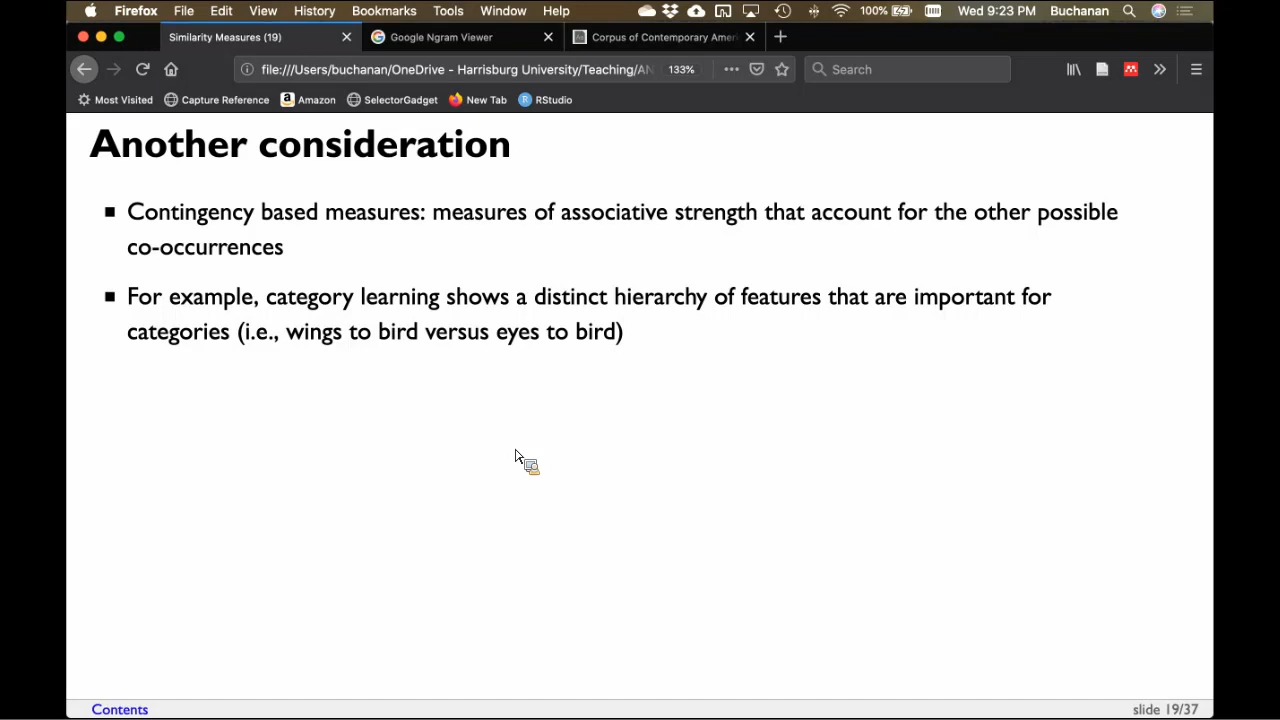 Firefox File Edit View History Bookmarks Tools Window Help 100% Wed 9:23 PM Buchanan
Similarity Measures (19) Google Ngram Viewer Corpus of Contemporary Ameri
file:///Users/buchanan/OneDrive - Harrisburg University/Teaching/AN 133% Search
Most Visited Capture Reference Amazon SelectorGadget New Tab RStudio
Another consideration
Contingency based measures: measures of associative strength that account for the other possible
co-occurrences
For example, category learning shows a distinct hierarchy of features that are important for
categories (i.e., wings to bird versus eyes to bird)
Contents slide 19/37